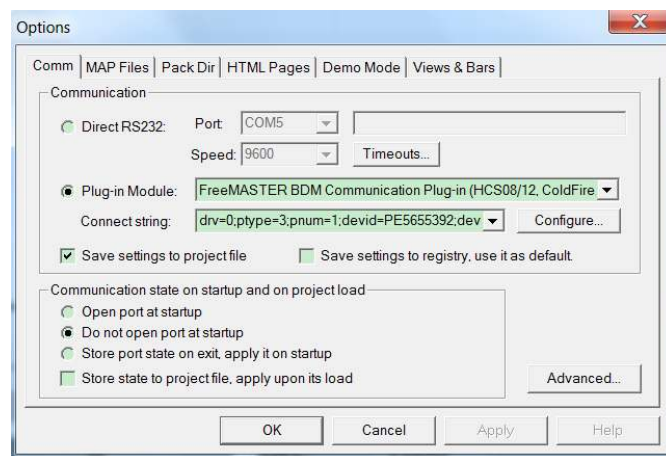 Options
Comm MAP Files Pack Dir HTML Pages Demo Mode Views & Bars
Communication
Direct RS232: Port: COM5
Speed: 9600 Timeouts...
Plug-in Module: FreeMASTER BDM Communication Plug-in (HCS08/12, ColdFire
Connect string: drv=0;ptype=3;pnum=1;devid=PE5655392;dev Configure...
Save settings to project file Save settings to registry, use it as default.
Communication state on startup and on project load
Open port at startup
Do not open port at startup
Store port state on exit, apply it on startup
Store state to project file, apply upon its load Advanced...
OK Cancel Apply Help